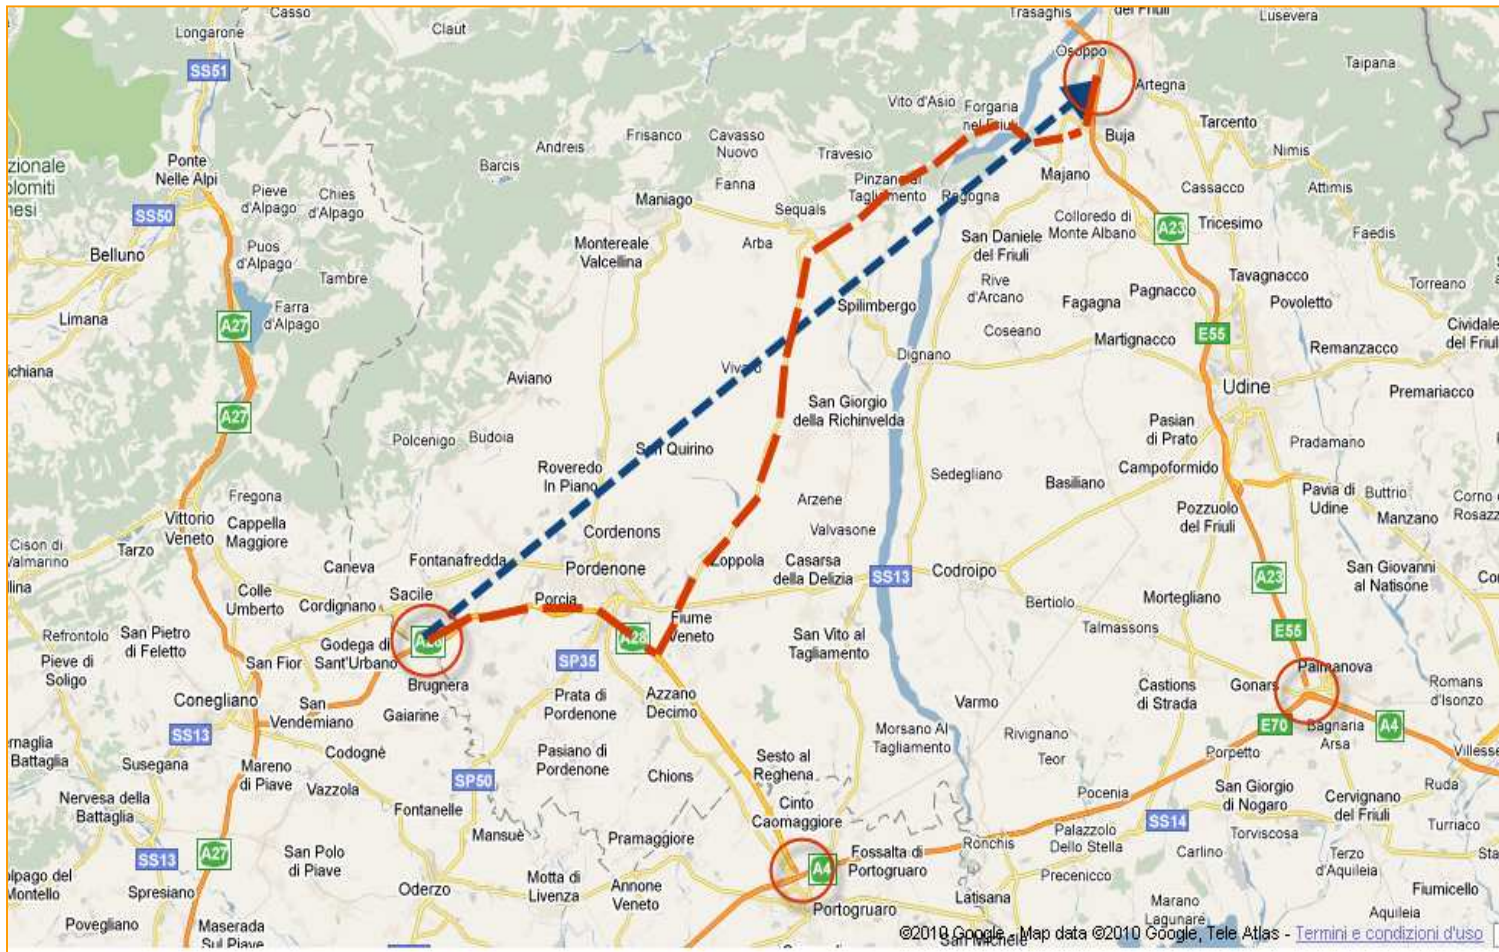 Casso
Claut
Trasaghis
del Friuli
Lusevera
Longarone
SS51
Osoppo
Taipana
Artegna
Vito d'Asio
Forgaria
nel Friuli
Tarcento
Frisanco
Cavasso
Nuovo
Buja
Andreis
Barcis
Travesio
Nimis
zionale
olomiti
nesi
Ponte
Nelle Alpi
Pieve
d'Alpago
Chies
d'Alpago
Fanna
Maniago
Pinzano al
Tagliamento
Ragogna
Majano
Cassacco
Attimis
SS50
Sequals
Colloredo di
Monte Albano
A23
Tricesimo
Faedis
Belluno
Puos
d'Alpago
Tambre
Montereale
Valcellina
Arba
San Daniele
del Friuli
Rive
d'Arcano
Tavagnacco
Torreano
Limana
Farra
d'Alpago
A27
Spilimbergo
Fagagna
Pagnacco
Povoletto
Coseano
Martignacco
E55
Cividale
del Friuli
Remanzacco
ichiana
Aviano
Vivaro
Dignano
Udine
Premariacco
A27
San Giorgio
della Richinvelda
Pasian
di Prato
Pradamano
Polcenigo
Budoia
San Quirino
Roveredo
In Piano
Sedegliano
Basiliano
Campoformido
Fregona
Arzene
Pozzuolo
del Friuli
Pavia di
Udine
Buttrio
Corno d
Rosazz
Manzano
Vittorio
Veneto
Cappella
Maggiore
Cordenons
Valvasone
Cison di
Valmarino
Tarzo
Caneva
Fontanafredda
Pordenone
Zoppola
Casarsa
della Delizia
SS13
Codroipo
A23
San Giovanni
al Natisone
Cor
llina
Colle
Umberto
Cordignano
Sacile
Porcia
Bertiolo
Mortegliano
Refrontolo
San Pietro
di Feletto
Godega di
Sant'Urbano
A28
A28
Fiume
Veneto
San Vito al
Tagliamento
Talmassons
E55
Pieve di
Soligo
San Fior
SP35
Palmanova
Conegliano
San
Vendemiano
Brugnera
Gaiarine
Prata di
Pordenone
Azzano
Decimo
Varmo
Castions
di Strada
Gonars
Romans
d'Isonzo
SS13
Codognè
Pasiano di
Pordenone
Morsano Al
Tagliamento
Rivignano
E70
Bagnaria
Arsa
A4
ernaglia
Battaglia
Susegana
Mareno
di Piave
SP50
Chions
Sesto al
Reghena
Teor
Porpetto
Villesse
Vazzola
Fontanelle
Pocenia
San Giorgio
di Nogaro
Ruda
Nervesa della
Battaglia
Cinto
Caomaggiore
SS14
Cervignano
del Friuli
Mansuè
Pramaggiore
Palazzolo
Dello Stella
Torviscosa
Turriaco
SS13
A27
San Polo
di Piave
Fossalta di
Portogruaro
Ronchis
Carlino
Terzo
d'Aquileia
Sta
olpago del
Montello
Spresiano
Oderzo
Motta di
Livenza
Annone
Veneto
A4
Precenicco
Fiumicello
Latisana
Marano
Lagunare
Aquileia
Povegliano
Maserada
Sul Piave
Portogruaro
San Michele
©2010 Google - Map data ©2010 Google, Tele Atlas - Termini e condizioni d'uso